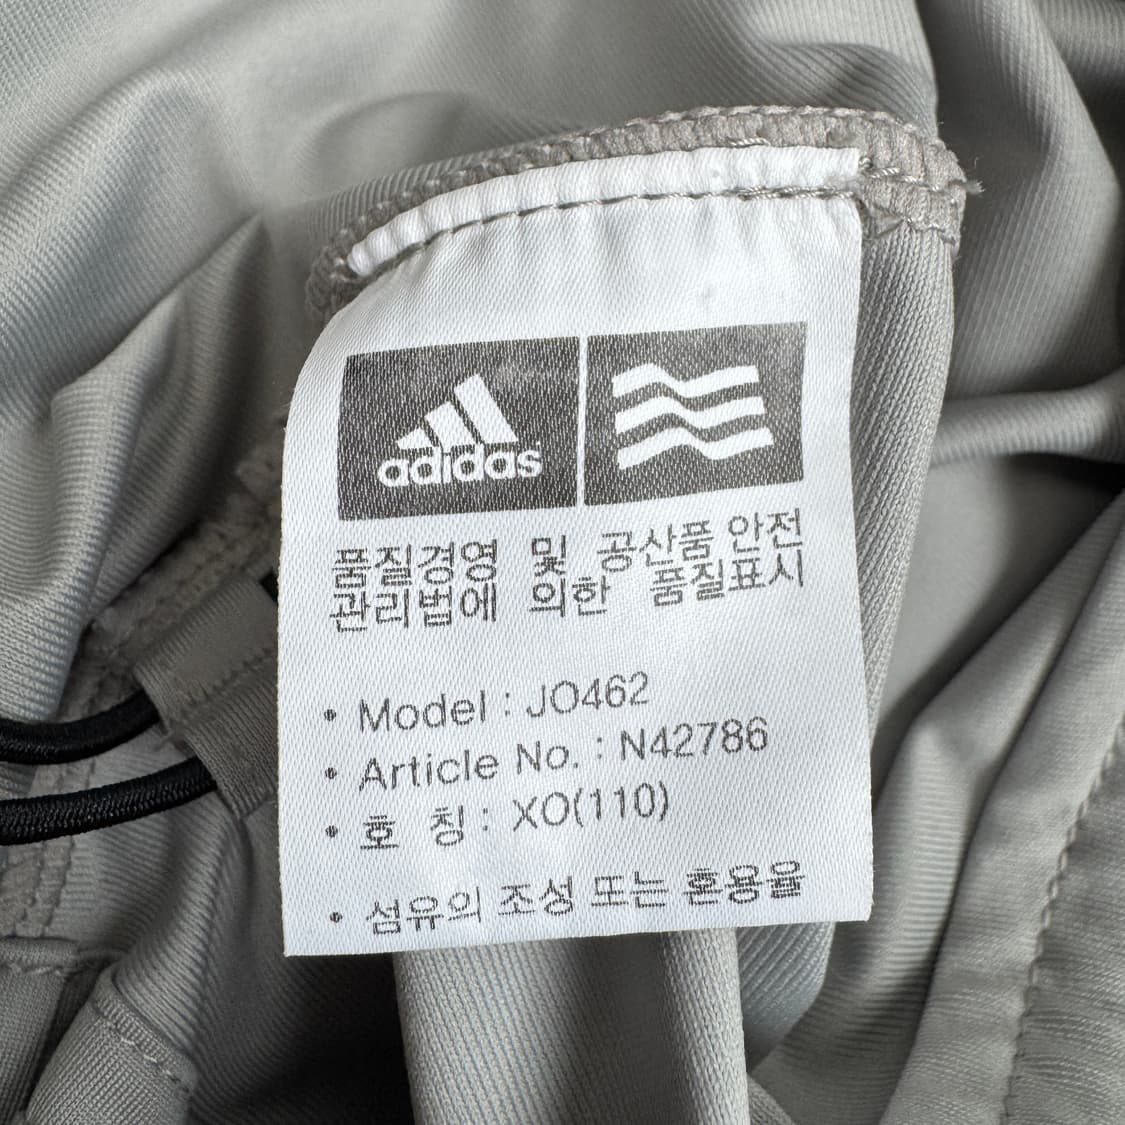 adidas
품질경영 및 공산품 안전
관리법에 의한 품질표시
• Model : JO462
• Article No. : N42786
• 호 칭 : XO(110)
• 섬유의 조성 또는 혼용율